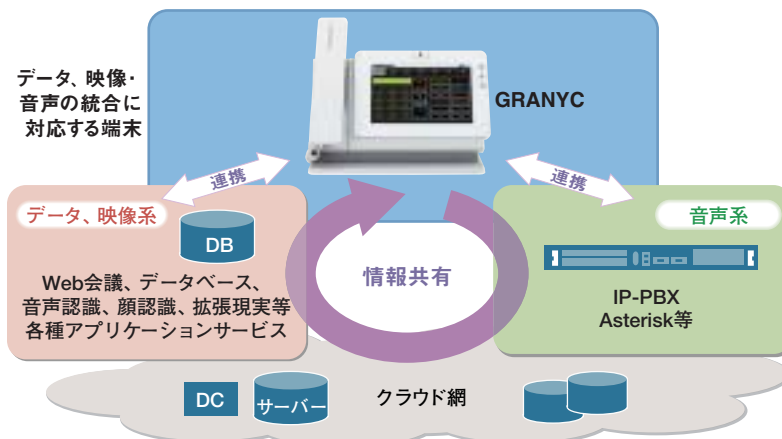 データ、映像・
音声の統合に
対応する端末
GRANYC
連携
連携
データ、映像系
DB
Web会議、データベース、
音声認識、顔認識、拡張現実等
各種アプリケーションサービス
情報共有
音声系
IP-PBX
Asterisk等
DC
サーバー
クラウド網